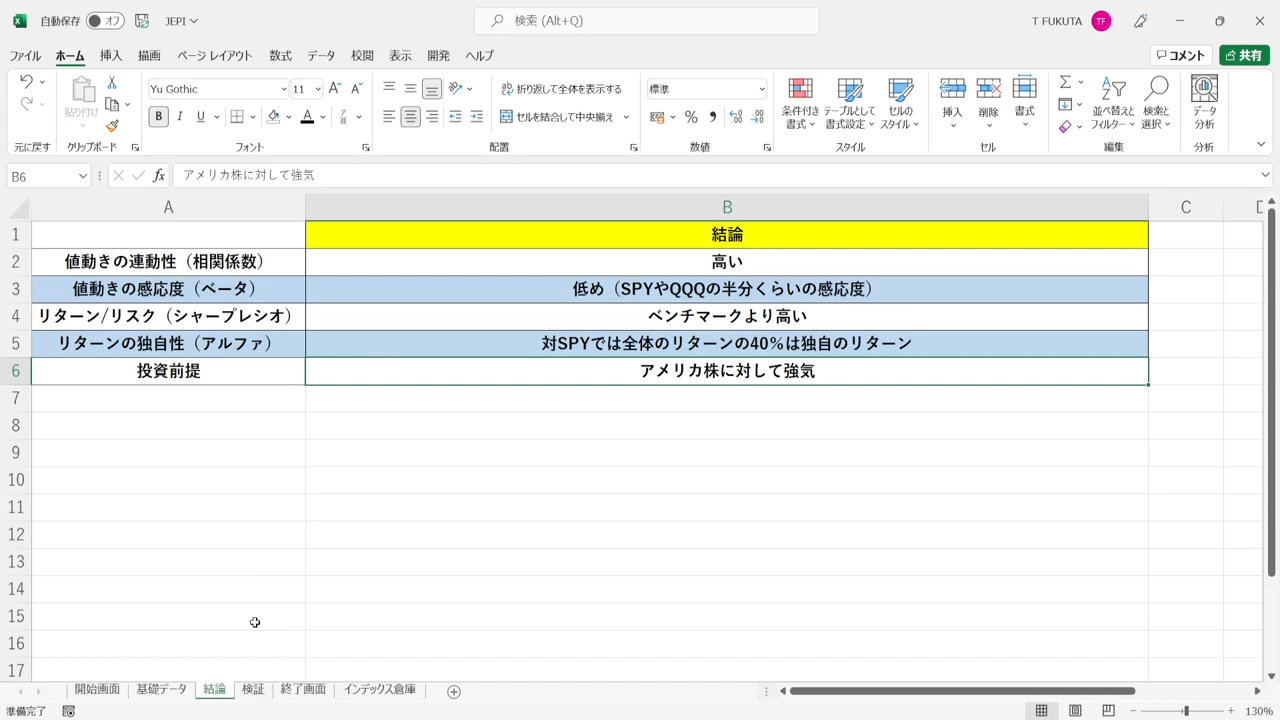 自動保存 オフ JEPI 検索 (Alt+Q) T FUKUTA TF
ファイル ホーム 挿入 描画 ページ レイアウト 数式 データ 校閲 表示 開発 ヘルプ コメント 共有
貼り付け
Yu Gothic 11
B I U A
折り返して全体を表示する
セルを結合して中央揃え
標準
条件付き書式
テーブルとして書式設定
セルのスタイル
挿入 削除 書式
並べ替えとフィルター
検索と選択
データ分析
元に戻す クリップボード フォント 配置 数値 スタイル セル 編集 分析
B6 fx アメリカ株に対して強気
A B C D
1 結論
2 値動きの連動性（相関係数） 高い
3 値動きの感応度（ベータ） 低め（SPYやQQQの半分くらいの感応度）
4 リターン/リスク（シャープレシオ） ベンチマークより高い
5 リターンの独自性（アルファ） 対SPYでは全体のリターンの40%は独自のリターン
6 投資前提 アメリカ株に対して強気
7
8
9
10
11
12
13
14
15
16
17
開始画面 基礎データ 結論 検証 終了画面 インデックス倉庫
準備完了 130%